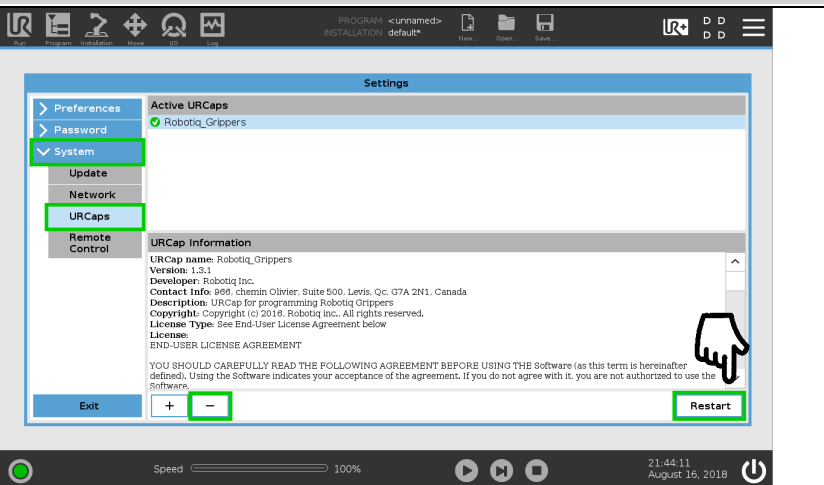 PROGRAM <unnamed>
INSTALLATION default*
UR+
D D
D D
Run Program Installation Move I/O Log New... Open... Save...
Settings
Preferences
Password
System
Update
Network
URCaps
Remote
Control
Exit
Active URCaps
Robotiq_Grippers
URCap Information
URCap name: Robotiq_Grippers
Version: 1.3.1
Developer: Robotiq Inc.
Contact Info: 966, chemin Olivier, Suite 500, Levis, Qc, G7A 2N1, Canada
Description: URCap for programming Robotiq Grippers
Copyright: Copyright (c) 2016, Robotiq inc.. All rights reserved.
License Type: See End-User License Agreement below
License:
END-USER LICENSE AGREEMENT
YOU SHOULD CAREFULLY READ THE FOLLOWING AGREEMENT BEFORE USING THE Software (as this term is hereinafter
defined). Using the Software indicates your acceptance of the agreement. If you do not agree with it, you are not authorized to use the
Software.
+ −
Restart
Speed 100%
21:44:11
August 16, 2018